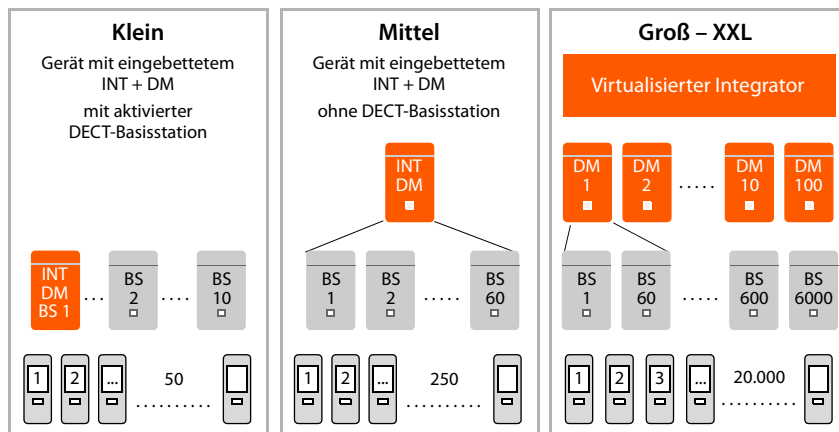 Klein
Gerät mit eingebettetem
INT + DM
mit aktivierter
DECT-Basisstation
INT
DM
BS 1
...
BS
2
....
BS
10
1
2
...
50
..........
Mittel
Gerät mit eingebettetem
INT + DM
ohne DECT-Basisstation
INT
DM
BS
1
BS
2
.....
BS
60
1
2
...
250
..........
Groß – XXL
Virtualisierter Integrator
DM
1
DM
2
.....
DM
10
DM
100
BS
1
BS
60
.....
BS
600
BS
6000
1
2
3
...
20.000
..........